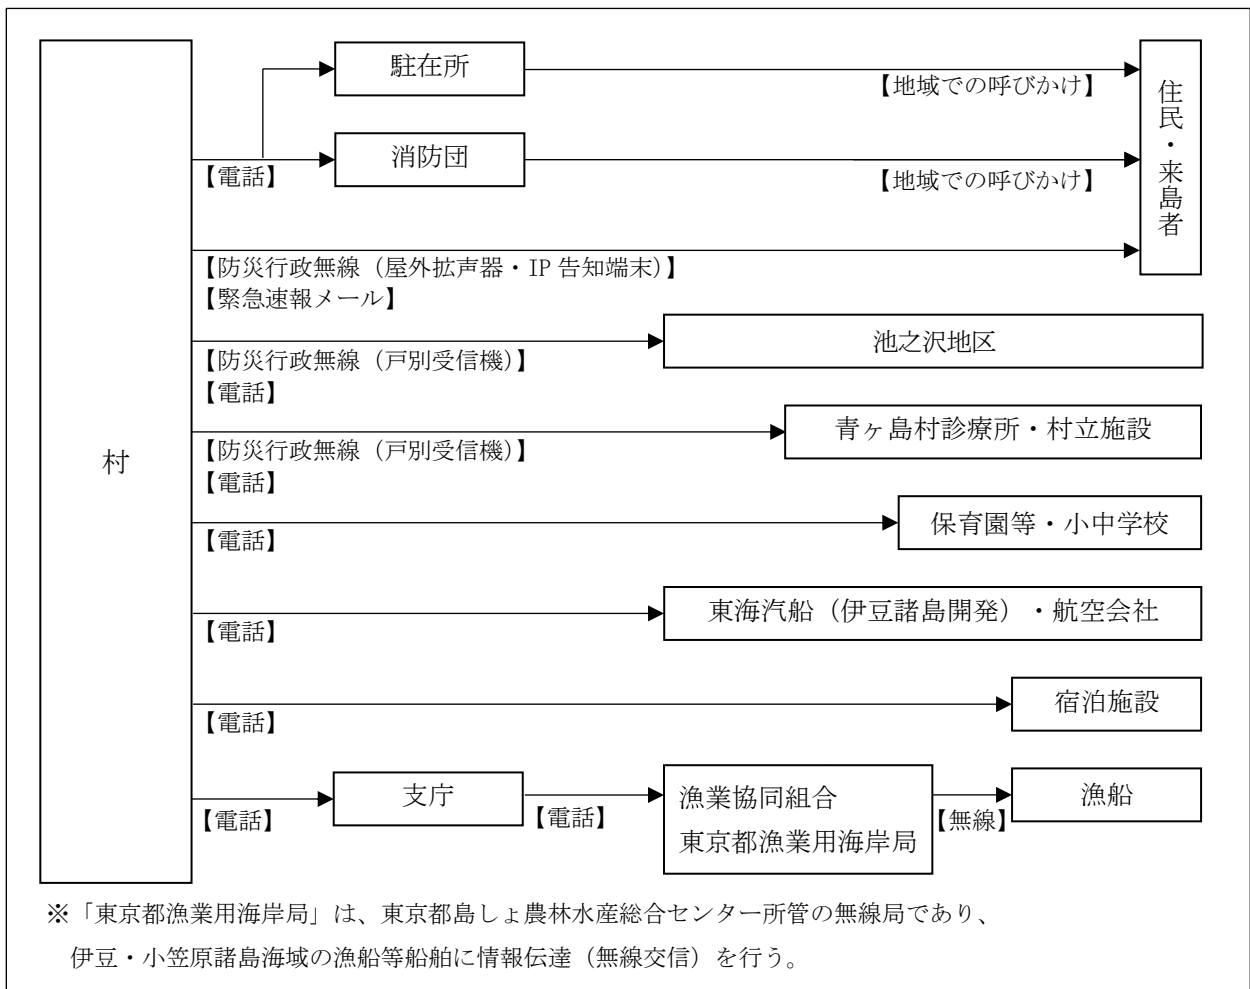 駐在所
【地域での呼びかけ】
消防団
【電話】
【地域での呼びかけ】
住民・来島者
【防災行政無線（屋外拡声器・IP 告知端末）】
【緊急速報メール】
池之沢地区
【防災行政無線（戸別受信機）】
【電話】
青ヶ島村診療所・村立施設
村
【防災行政無線（戸別受信機）】
【電話】
保育園等・小中学校
【電話】
東海汽船（伊豆諸島開発）・航空会社
【電話】
宿泊施設
【電話】
支庁
【電話】
【電話】
漁業協同組合
東京都漁業用海岸局
【無線】
漁船
※「東京都漁業用海岸局」は、東京都島しょ農林水産総合センター所管の無線局であり、
伊豆・小笠原諸島海域の漁船等船舶に情報伝達（無線交信）を行う。